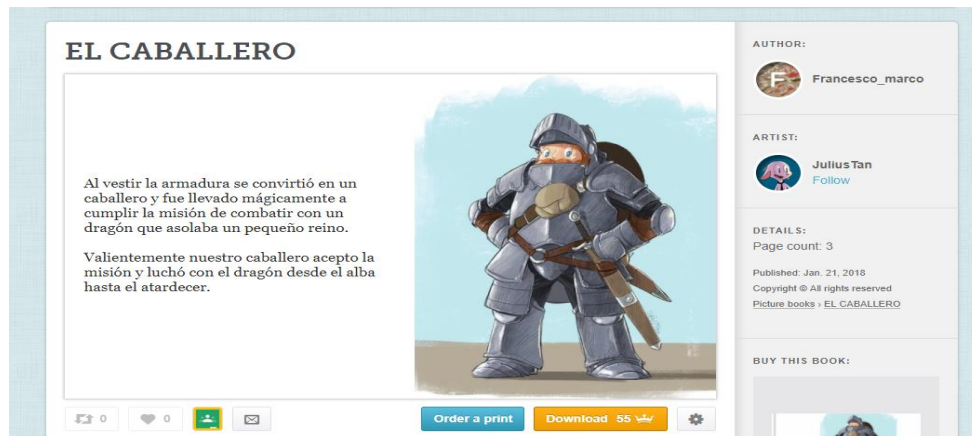 EL CABALLERO
Al vestir la armadura se convirtió en un
caballero y fue llevado mágicamente a
cumplir la misión de combatir con un
dragón que asolaba un pequeño reino.
Valientemente nuestro caballero acepto la
misión y luchó con el dragón desde el alba
hasta el atardecer.
0
0
Order a print
Download 55
AUTHOR:
F
Francesco_marco
ARTIST:
JuliusTan
Follow
DETAILS:
Page count: 3
Published: Jan. 21, 2018
Copyright © All rights reserved
Picture books › EL CABALLERO
BUY THIS BOOK: